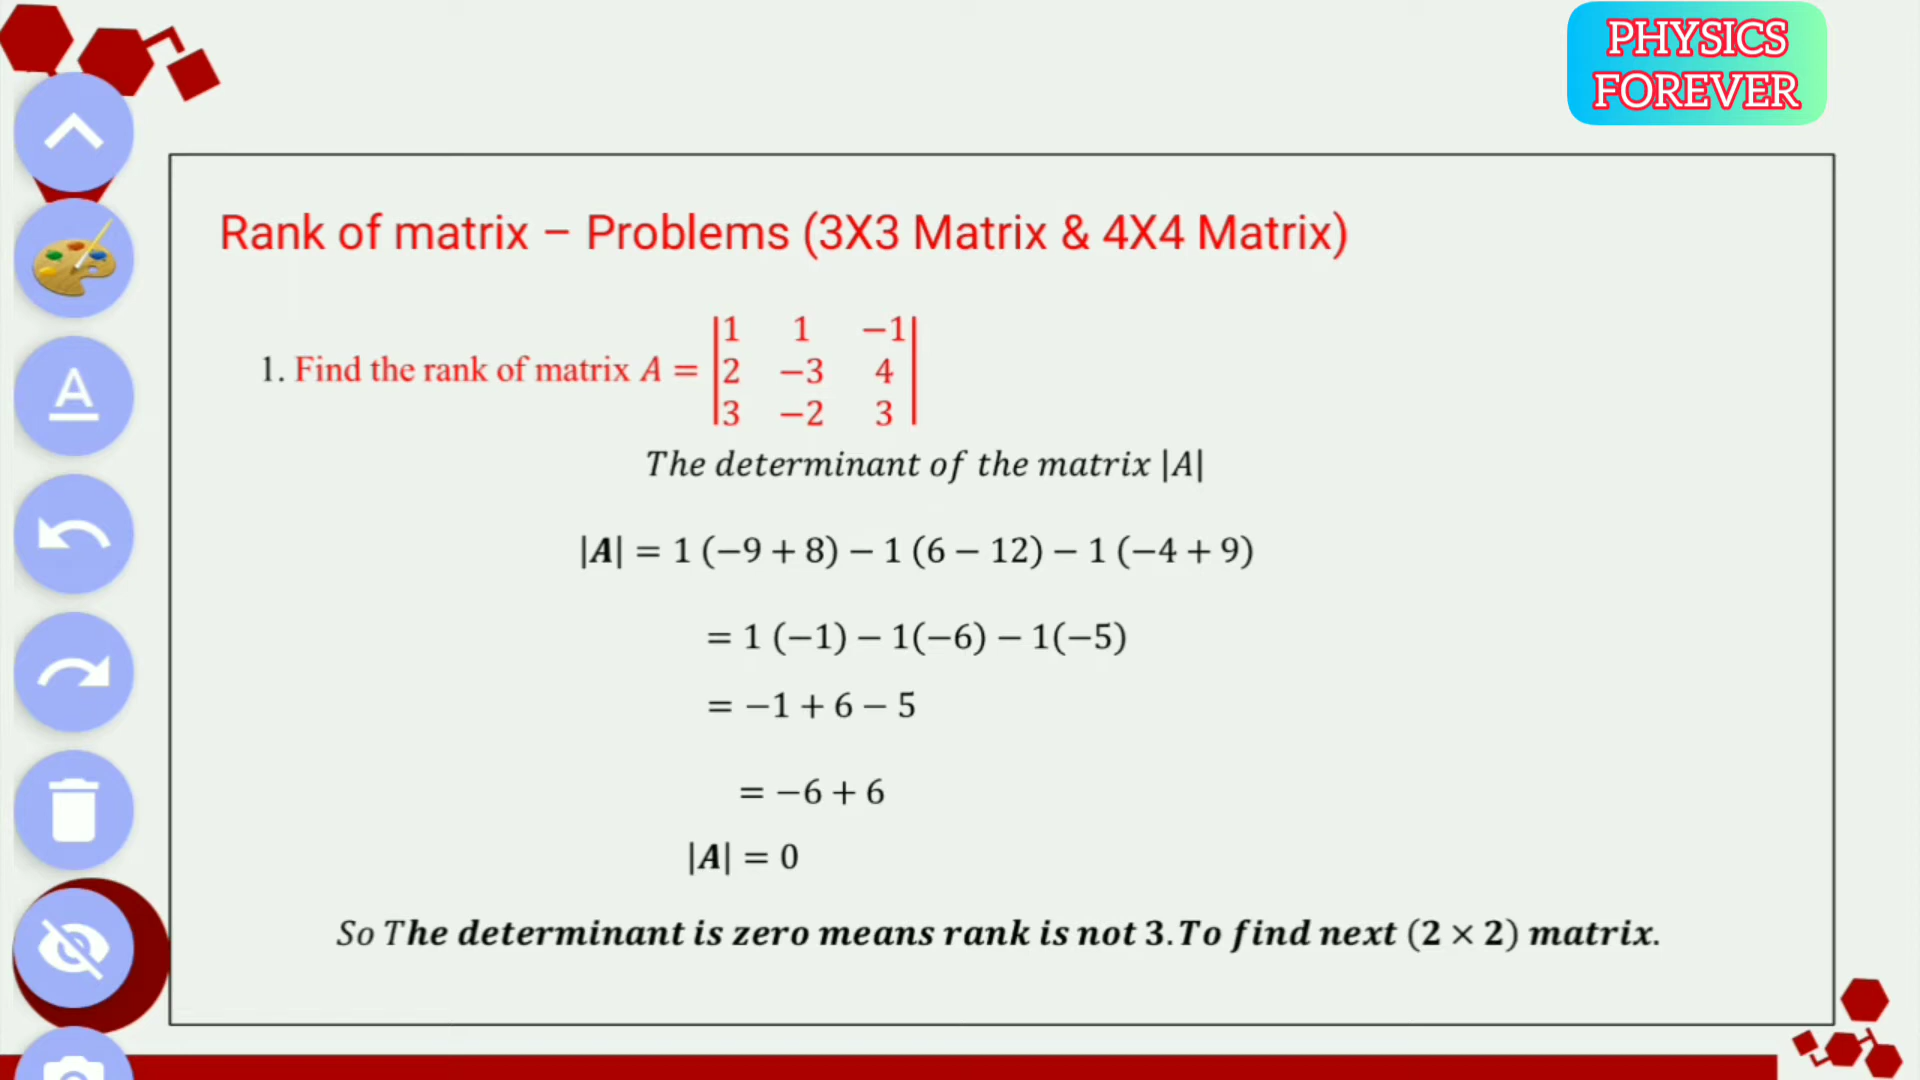 PHYSICS
FOREVER
Rank of matrix – Problems (3X3 Matrix & 4X4 Matrix)
1. Find the rank of matrix A = |1 1 −1|
|2 −3 4|
|3 −2 3|
The determinant of the matrix |A|
|A| = 1 (−9 + 8) − 1 (6 − 12) − 1 (−4 + 9)
= 1 (−1) − 1(−6) − 1(−5)
= −1 + 6 − 5
= −6 + 6
|A| = 0
So The determinant is zero means rank is not 3. To find next (2 × 2) matrix.
A